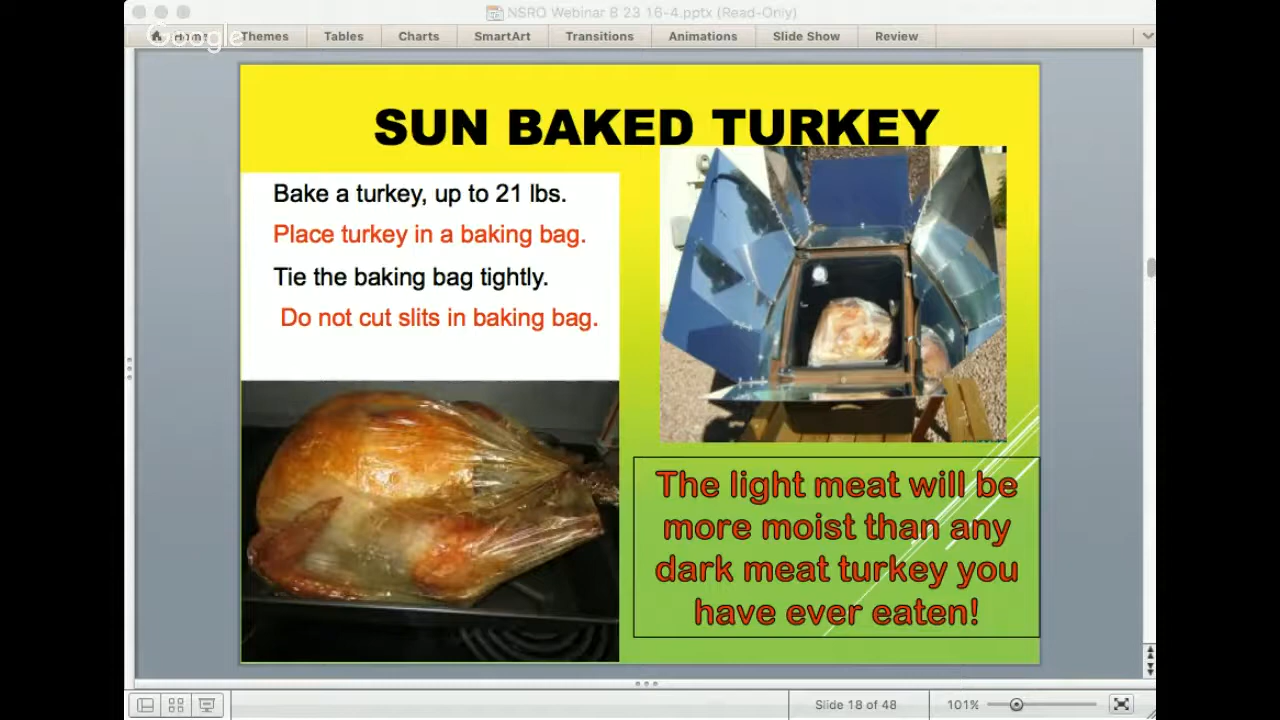 NSRO Webinar 8 23 16-4.pptx (Read-Only)
Google
Home Themes Tables Charts SmartArt Transitions Animations Slide Show Review
SUN BAKED TURKEY
Bake a turkey, up to 21 lbs.
Place turkey in a baking bag.
Tie the baking bag tightly.
Do not cut slits in baking bag.
The light meat will be
more moist than any
dark meat turkey you
have ever eaten!
Slide 18 of 48
101%